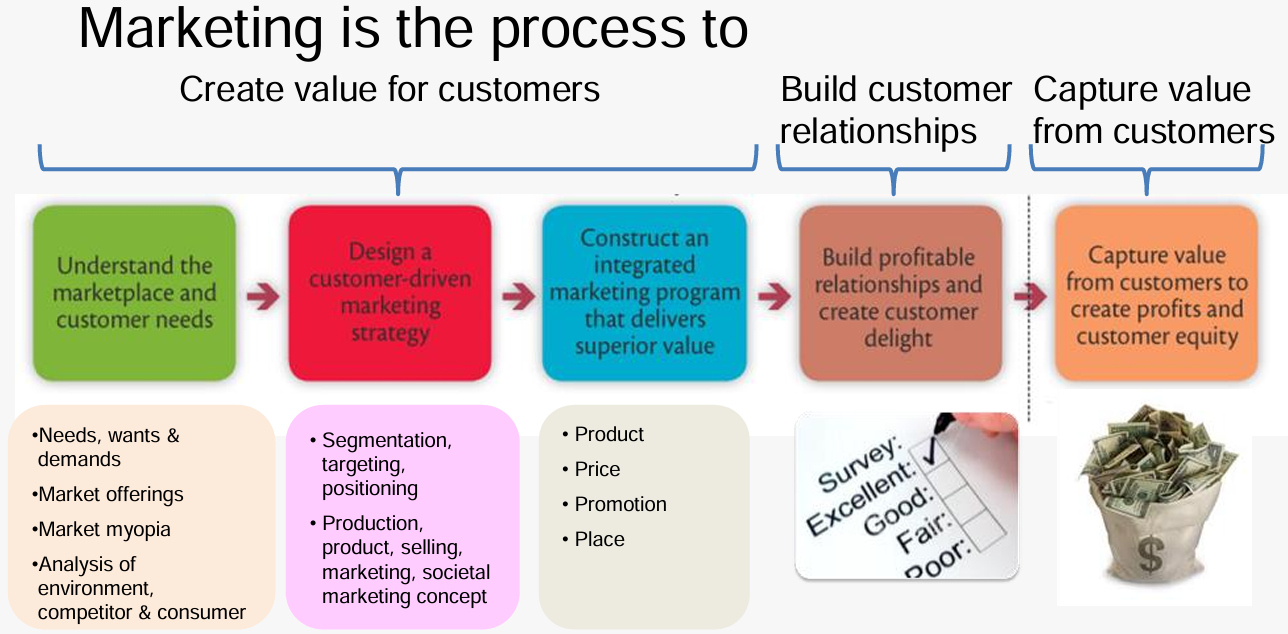 Marketing is the process to
Create value for customers
Build customer
relationships
Capture value
from customers
Understand the
marketplace and
customer needs
Design a
customer-driven
marketing
strategy
Construct an
integrated
marketing program
that delivers
superior value
Build profitable
relationships and
create customer
delight
Capture value
from customers to
create profits and
customer equity
•Needs, wants &
demands
•Market offerings
•Market myopia
•Analysis of
environment,
competitor & consumer
• Segmentation,
targeting,
positioning
• Production,
product, selling,
marketing, societal
marketing concept
• Product
• Price
• Promotion
• Place
Survey:
Excellent:
Good:
Fair:
Poor:
$